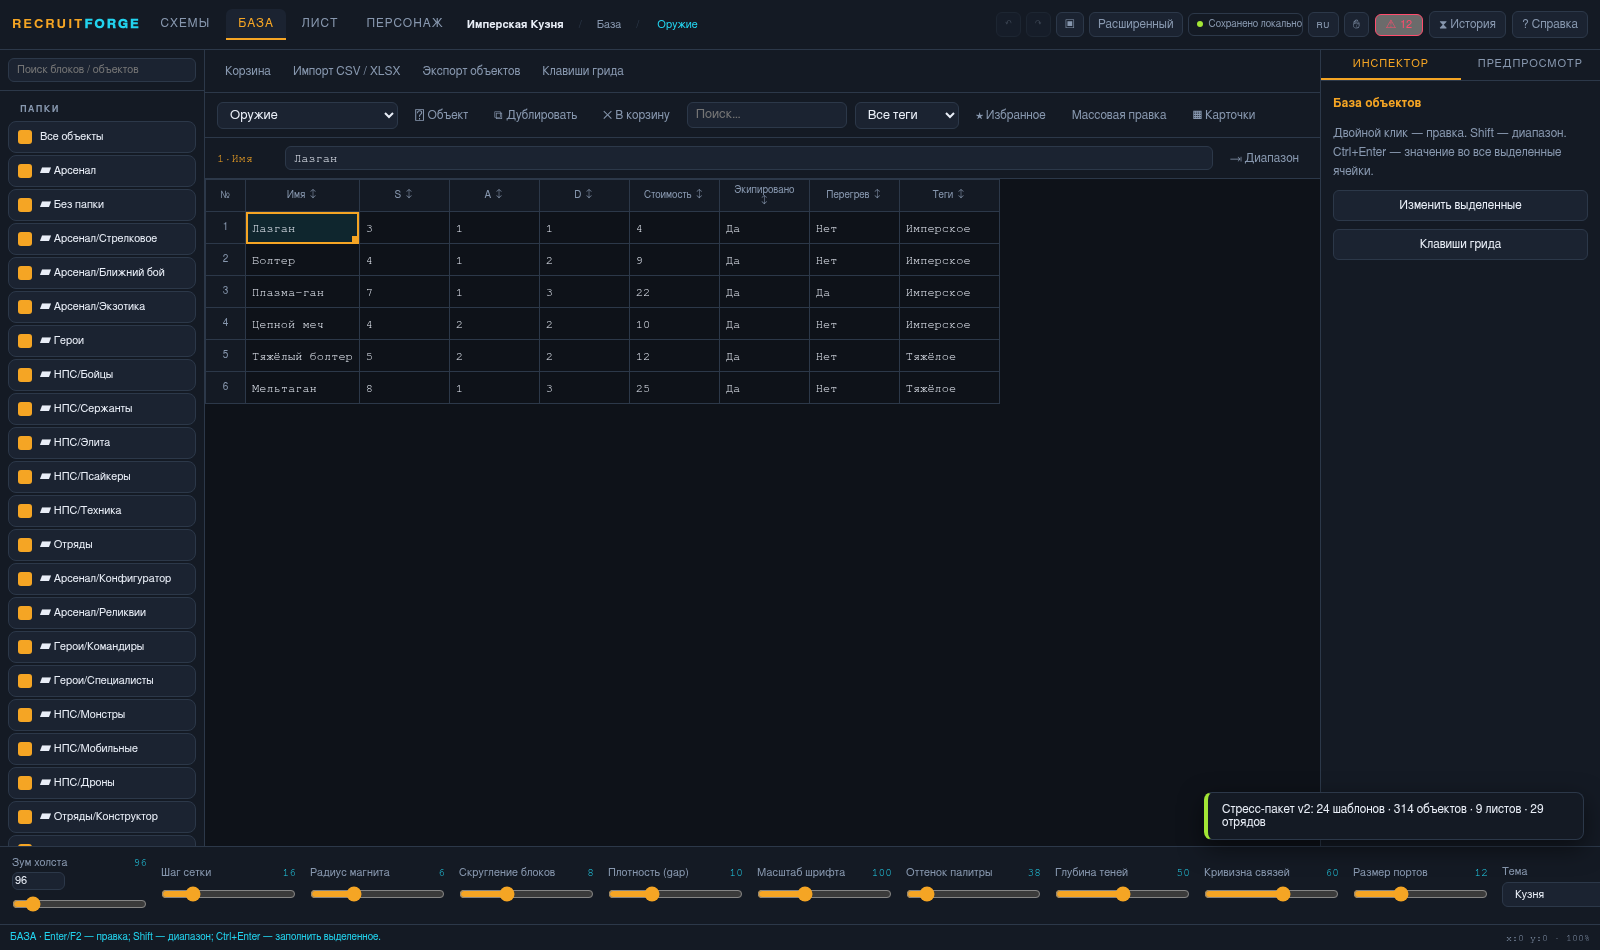 RECRUITFORGE СХЕМЫ БАЗА ЛИСТ ПЕРСОНАЖ Имперская Кузня / База / Оружие Расширенный Сохранено локально RU 12 История ? Справка
Поиск блоков / объектов
ПАПКИ
Все объекты
Арсенал
Без папки
Арсенал/Стрелковое
Арсенал/Ближний бой
Арсенал/Экзотика
Герои
НПС/Бойцы
НПС/Сержанты
НПС/Элита
НПС/Псайкеры
НПС/Техника
Отряды
Арсенал/Конфигуратор
Арсенал/Реликвии
Герои/Командиры
Герои/Специалисты
НПС/Монстры
НПС/Мобильные
НПС/Дроны
Отряды/Конструктор
Корзина Импорт CSV / XLSX Экспорт объектов Клавиши грида
Оружие Объект Дублировать В корзину Поиск... Все теги ★ Избранное Массовая правка Карточки
1 · Имя Лазган Диапазон
№ Имя ↕ S ↕ A ↕ D ↕ Стоимость ↕ Экипировано ↕ Перегрев ↕ Теги ↕
1 Лазган 3 1 1 4 Да Нет Имперское
2 Болтер 4 1 2 9 Да Нет Имперское
3 Плазма-ган 7 1 3 22 Да Да Имперское
4 Цепной меч 4 2 2 10 Да Нет Имперское
5 Тяжёлый болтер 5 2 2 12 Да Нет Тяжёлое
6 Мельтаган 8 1 3 25 Да Нет Тяжёлое
ИНСПЕКТОР ПРЕДПРОСМОТР
База объектов
Двойной клик — правка. Shift — диапазон.
Ctrl+Enter — значение во все выделенные
ячейки.
Изменить выделенные
Клавиши грида
Стресс-пакет v2: 24 шаблонов · 314 объектов · 9 листов · 29
отрядов
Зум холста 96
96
Шаг сетки 16
Радиус магнита 6
Скругление блоков 8
Плотность (gap) 10
Масштаб шрифта 100
Оттенок палитры 38
Глубина теней 50
Кривизна связей 60
Размер портов 12
Тема
Кузня
БАЗА · Enter/F2 — правка; Shift — диапазон; Ctrl+Enter — заполнить выделенное.
x:0 y:0 · 100%